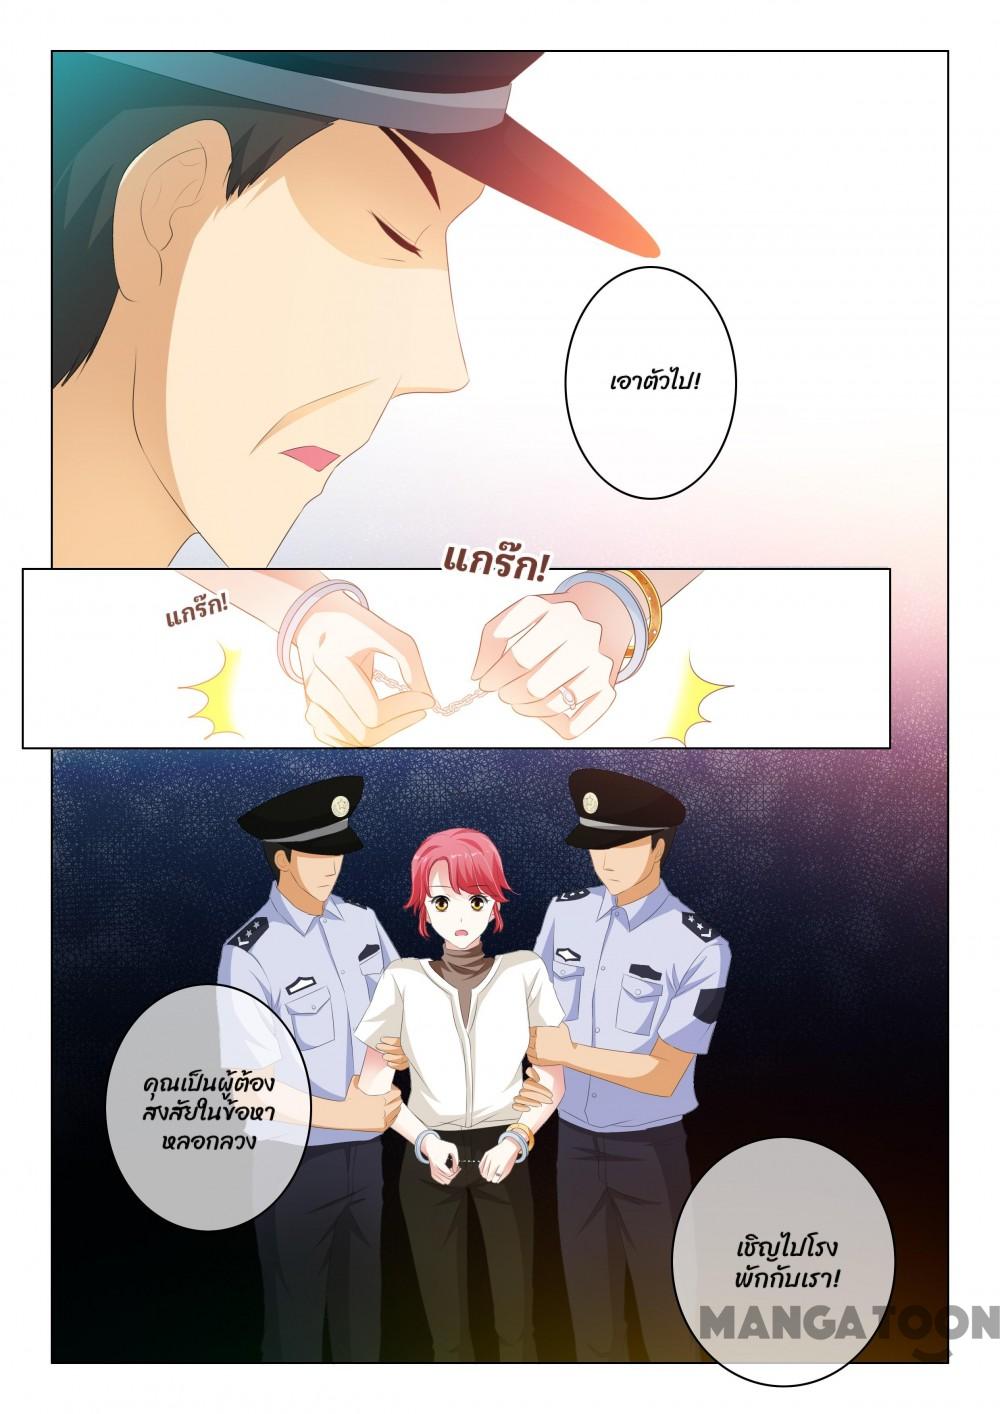 เอาตัวไป!
แกร๊ก!
แกร๊ก!
คุณเป็นผู้ต้อง
สงสัยในข้อหา
หลอกลวง
เชิญไปโรง
พักกับเรา!
MANGATOON